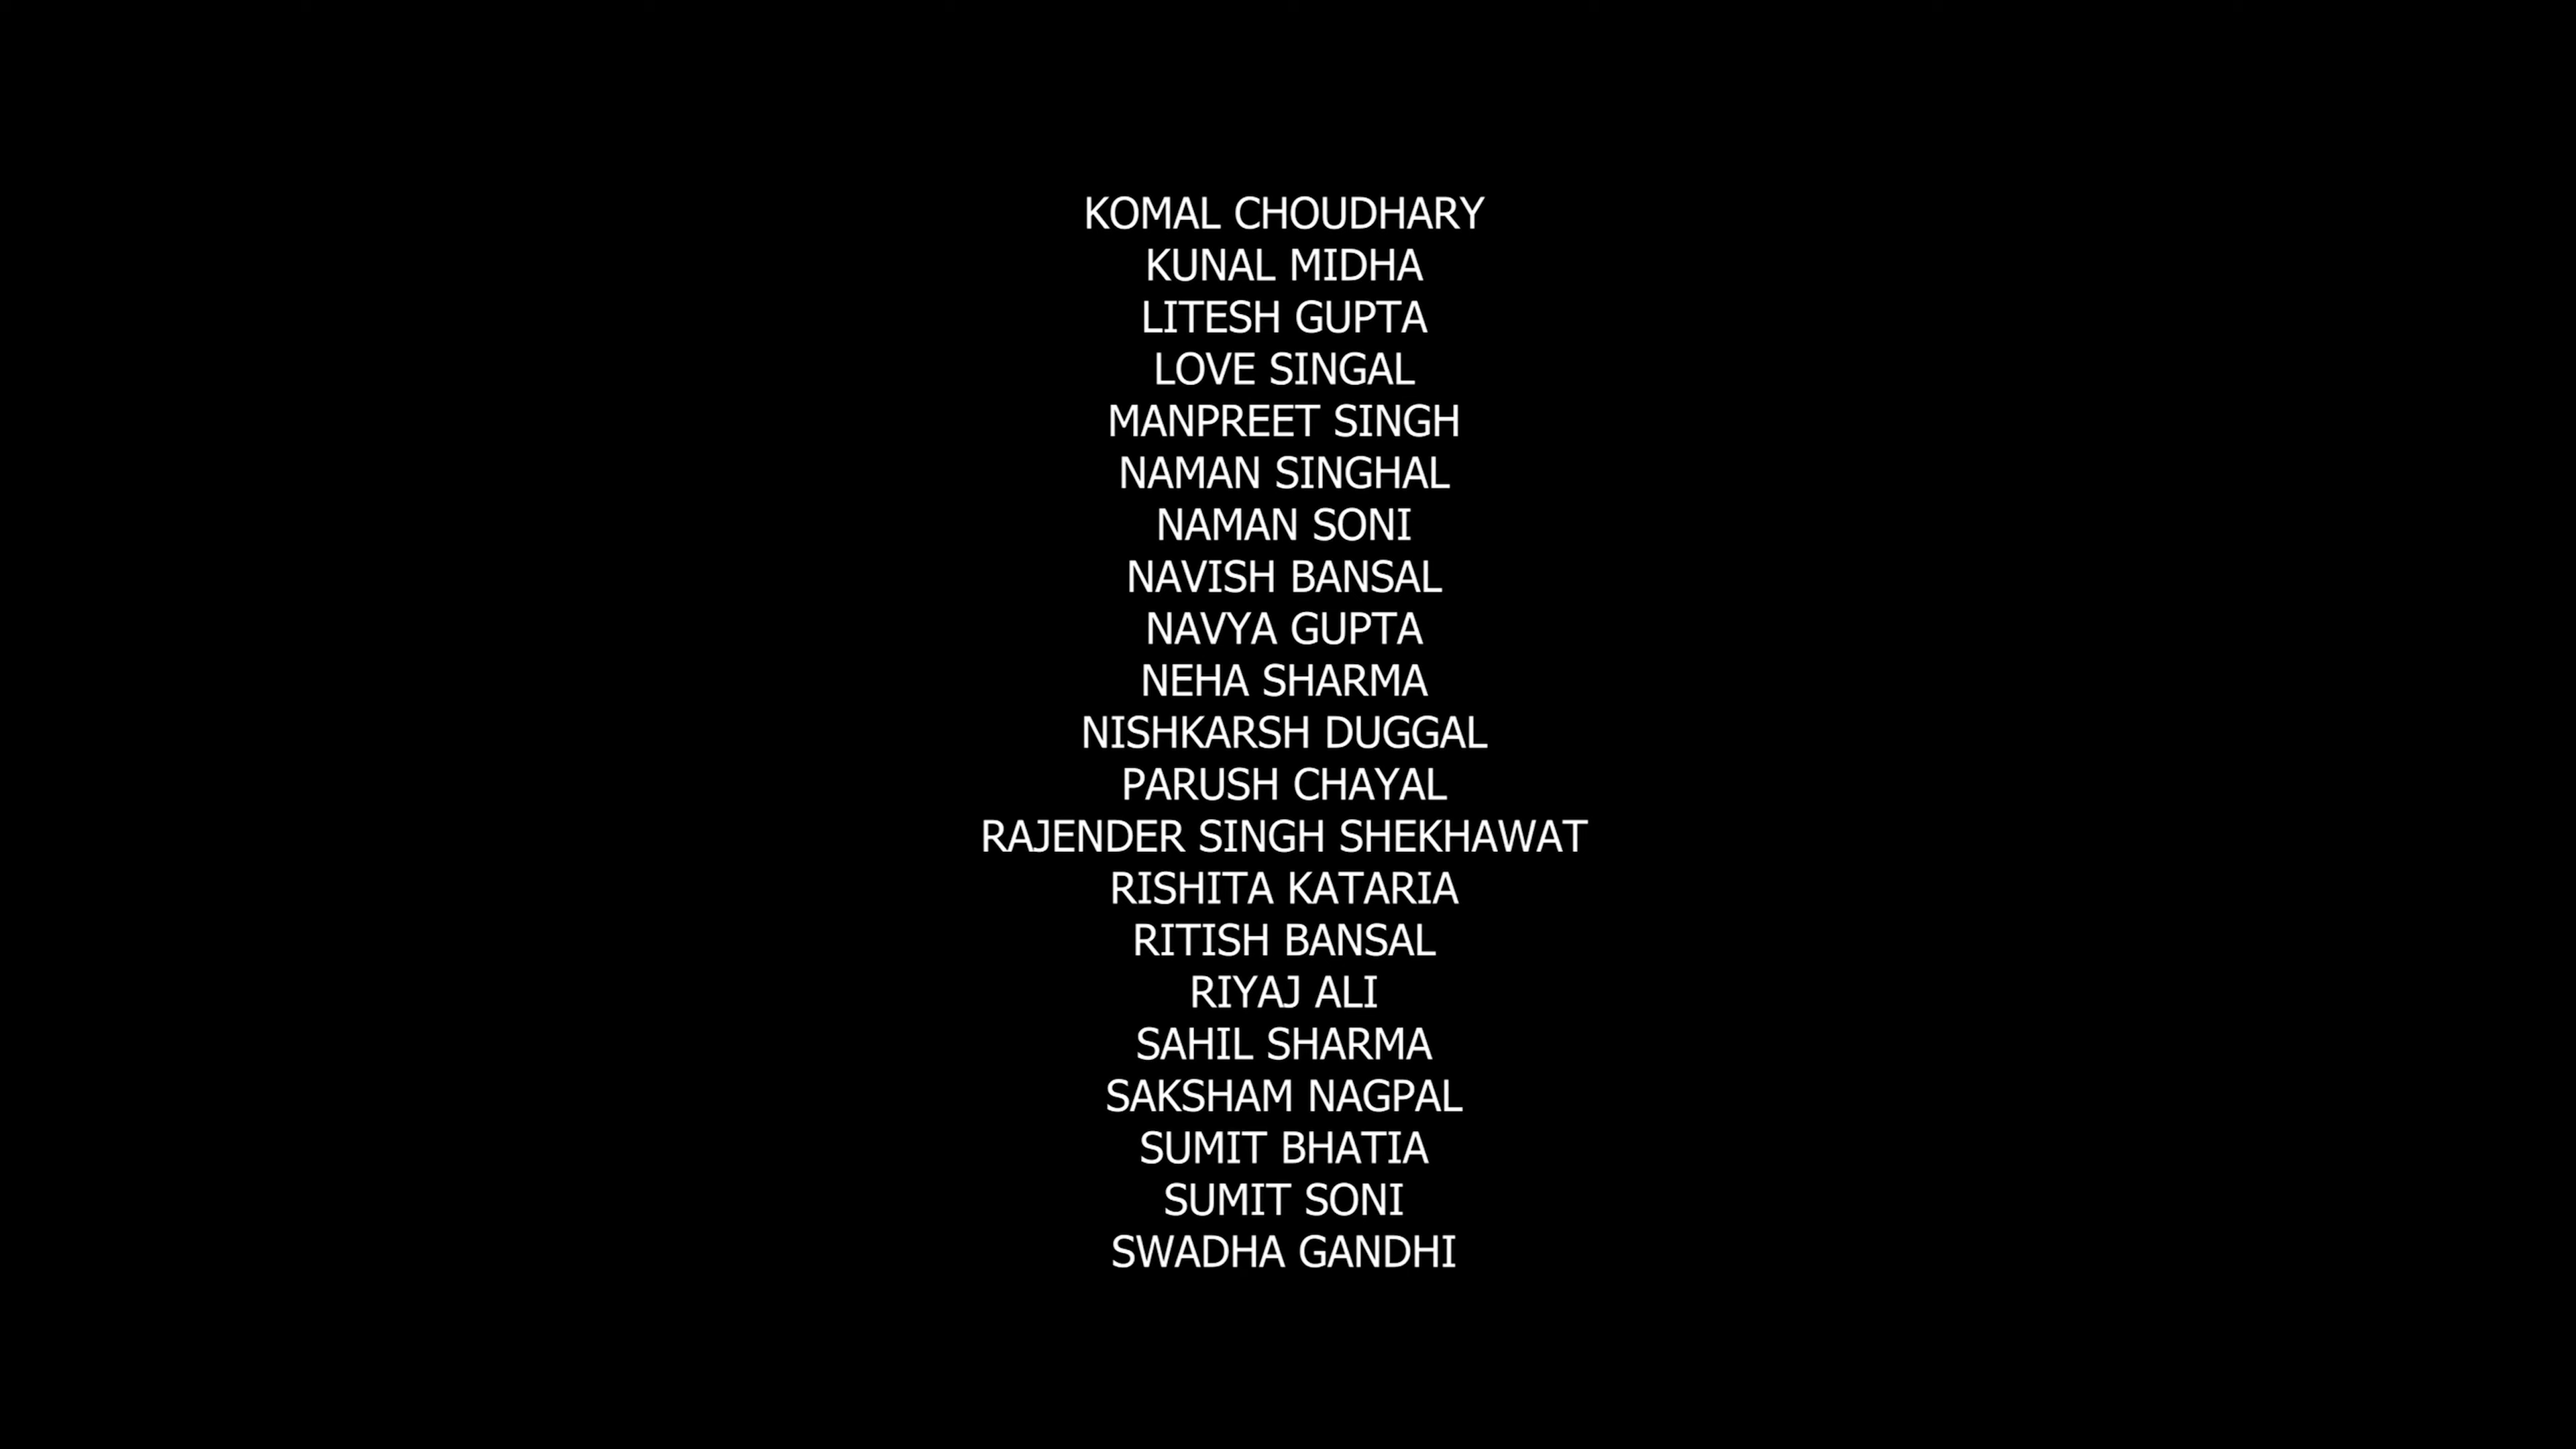 KOMAL CHOUDHARY
KUNAL MIDHA
LITESH GUPTA
LOVE SINGAL
MANPREET SINGH
NAMAN SINGHAL
NAMAN SONI
NAVISH BANSAL
NAVYA GUPTA
NEHA SHARMA
NISHKARSH DUGGAL
PARUSH CHAYAL
RAJENDER SINGH SHEKHAWAT
RISHITA KATARIA
RITISH BANSAL
RIYAJ ALI
SAHIL SHARMA
SAKSHAM NAGPAL
SUMIT BHATIA
SUMIT SONI
SWADHA GANDHI